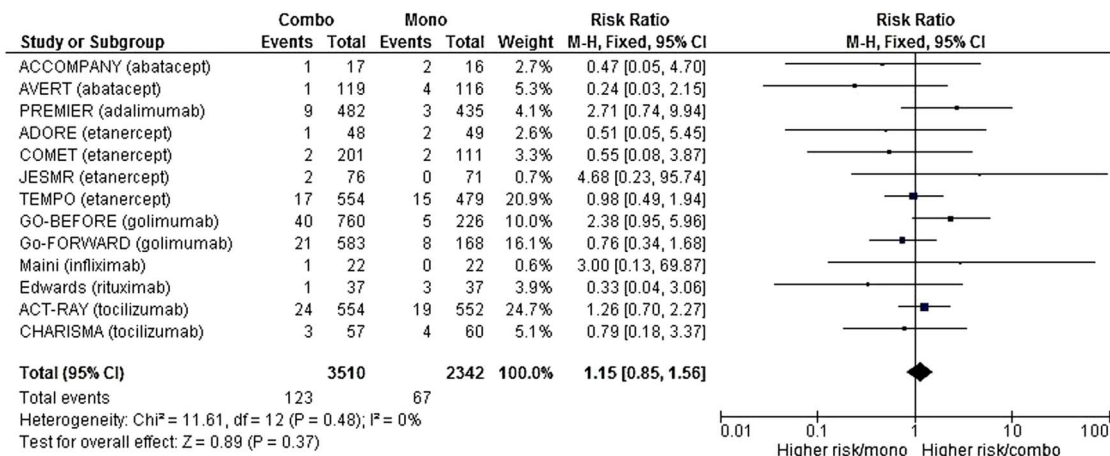 Combo Mono Risk Ratio Risk Ratio
Study or Subgroup Events Total Events Total Weight M-H, Fixed, 95% CI M-H, Fixed, 95% CI
ACCOMPANY (abatacept) 1 17 2 16 2.7% 0.47 [0.05, 4.70]
AVERT (abatacept) 1 119 4 116 5.3% 0.24 [0.03, 2.15]
PREMIER (adalimumab) 9 482 3 435 4.1% 2.71 [0.74, 9.94]
ADORE (etanercept) 1 48 2 49 2.6% 0.51 [0.05, 5.45]
COMET (etanercept) 2 201 2 111 3.3% 0.55 [0.08, 3.87]
JESMR (etanercept) 2 76 0 71 0.7% 4.68 [0.23, 95.74]
TEMPO (etanercept) 17 554 15 479 20.9% 0.98 [0.49, 1.94]
GO-BEFORE (golimumab) 40 760 5 226 10.0% 2.38 [0.95, 5.96]
Go-FORWARD (golimumab) 21 583 8 168 16.1% 0.76 [0.34, 1.68]
Maini (infliximab) 1 22 0 22 0.6% 3.00 [0.13, 69.87]
Edwards (rituximab) 1 37 3 37 3.9% 0.33 [0.04, 3.06]
ACT-RAY (tocilizumab) 24 554 19 552 24.7% 1.26 [0.70, 2.27]
CHARISMA (tocilizumab) 3 57 4 60 5.1% 0.79 [0.18, 3.37]
Total (95% CI) 3510 2342 100.0% 1.15 [0.85, 1.56]
Total events 123 67
Heterogeneity: Chi² = 11.61, df = 12 (P = 0.48); I² = 0%
Test for overall effect: Z = 0.89 (P = 0.37)
0.01 0.1 1 10 100
Higher risk/mono Higher risk/combo